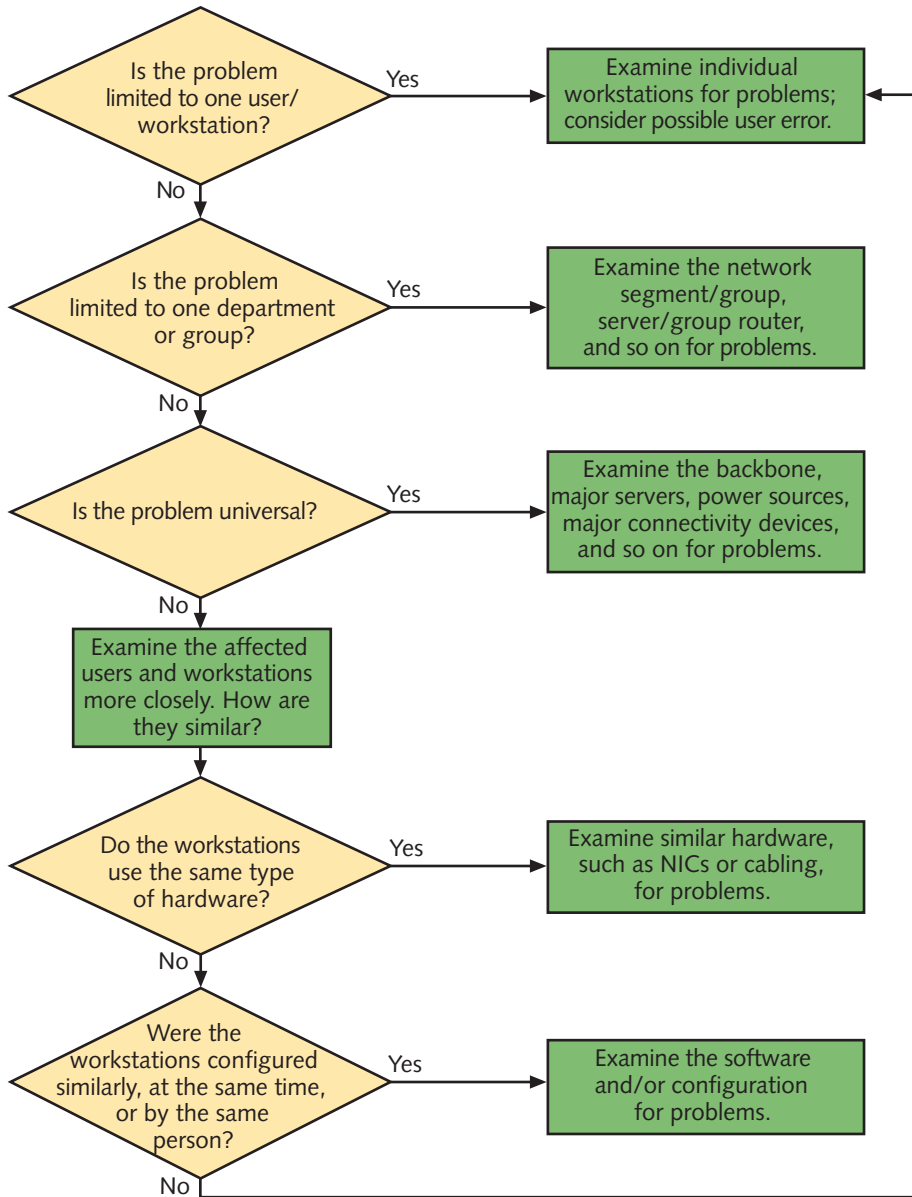 Is the problem
limited to one user/
workstation?
Yes
Examine individual
workstations for problems;
consider possible user error.
No
Is the problem
limited to one department
or group?
Yes
Examine the network
segment/group,
server/group router,
and so on for problems.
No
Is the problem universal?
Yes
Examine the backbone,
major servers, power sources,
major connectivity devices,
and so on for problems.
No
Examine the affected
users and workstations
more closely. How are
they similar?
Do the workstations
use the same type
of hardware?
Yes
Examine similar hardware,
such as NICs or cabling,
for problems.
No
Were the
workstations configured
similarly, at the same time,
or by the same
person?
Yes
Examine the software
and/or configuration
for problems.
No